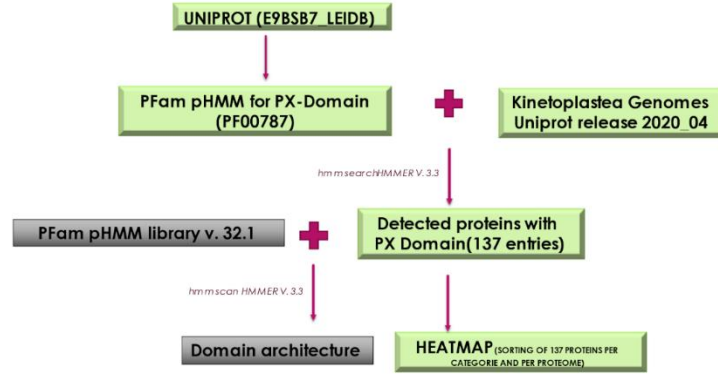 UNIPROT (E9BSB7_LEIDB)
PFam pHMM for PX-Domain
(PF00787)
Kinetoplastea Genomes
Uniprot release 2020_04
hmmsearchHMMER V. 3.3
PFam pHMM library v. 32.1
Detected proteins with
PX Domain(137 entries)
hmmscan HMMER V. 3.3
Domain architecture
HEATMAP (SORTING OF 137 PROTEINS PER
CATEGORIE AND PER PROTEOME)